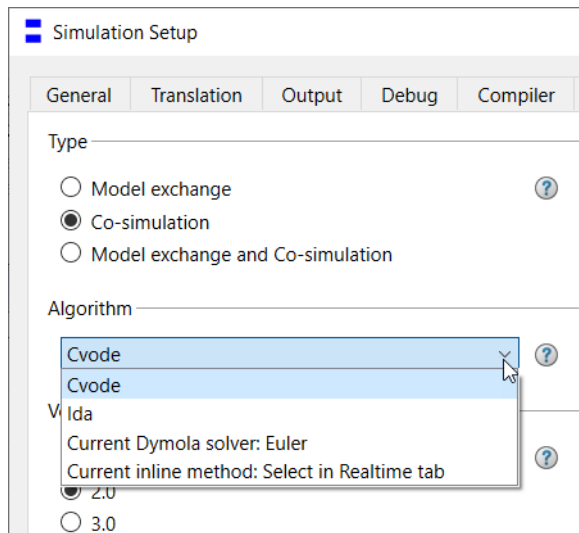 Simulation Setup
General Translation Output Debug Compiler
Type
Model exchange
?
Co-simulation
Model exchange and Co-simulation
Algorithm
Cvode
?
Cvode
Ida
Current Dymola solver: Euler
?
Current inline method: Select in Realtime tab
2.0
3.0